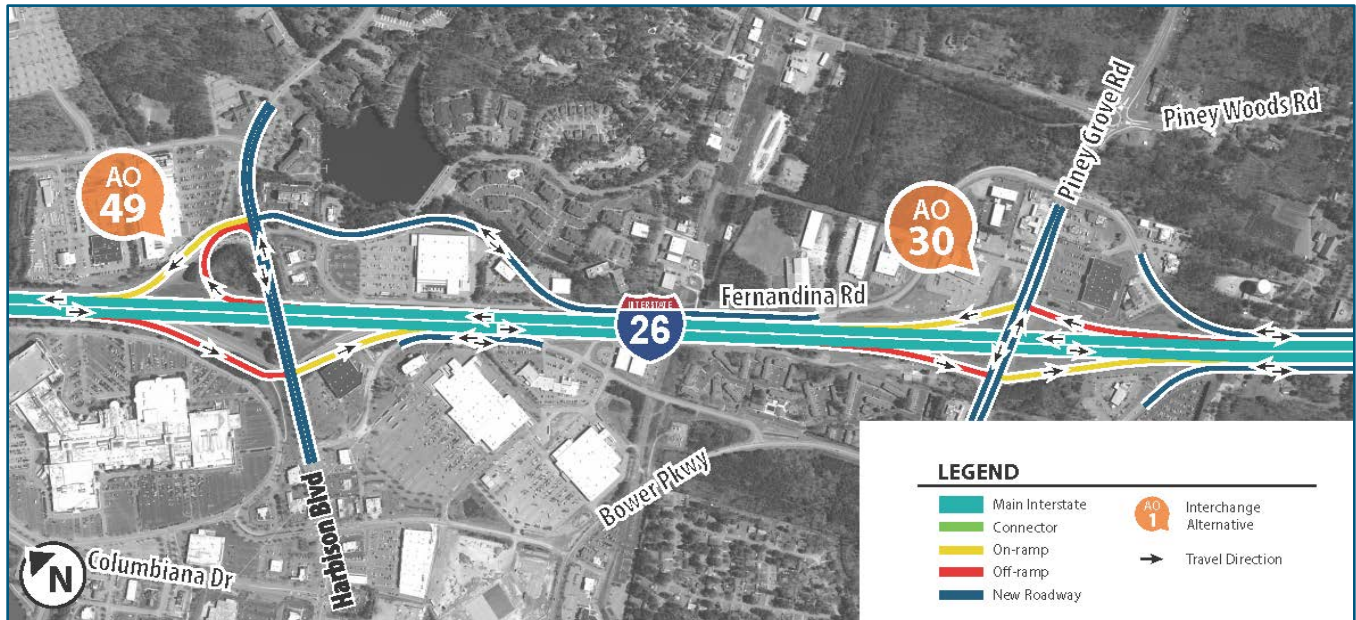 Piney Grove Rd
Piney Woods Rd
AO
49
AO
30
Fernandina Rd
INTERSTATE
26
Bower Pkwy
Harbison Blvd
Columbiana Dr
N
LEGEND
Main Interstate
Connector
On-ramp
Off-ramp
New Roadway
AO
1
Interchange
Alternative
Travel Direction